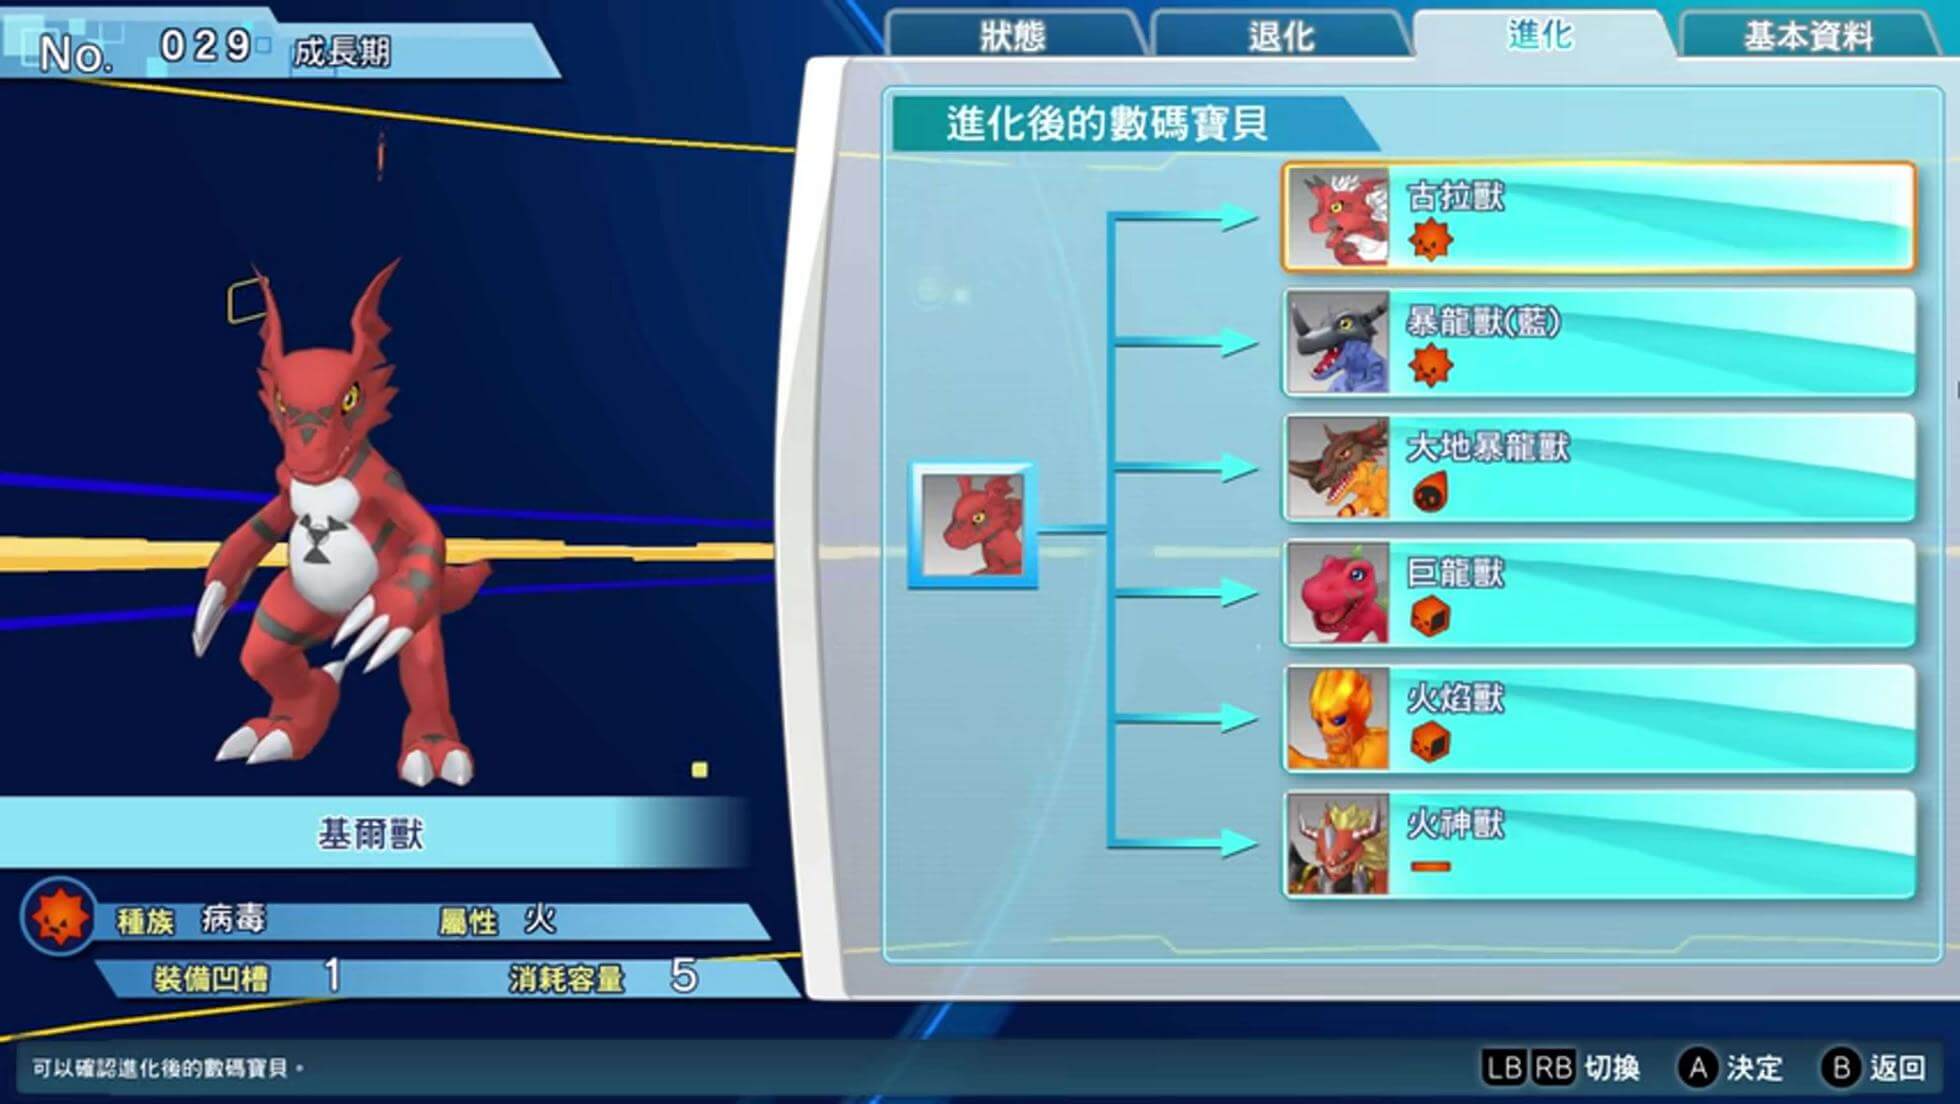 No. 029 成長期
狀態 退化 進化 基本資料
進化後的數碼寶貝
古拉獸
暴龍獸(藍)
大地暴龍獸
巨龍獸
火焰獸
火神獸
基爾獸
種族 病毒 屬性 火
裝備凹槽 1 消耗容量 5
可以確認進化後的數碼寶貝。
LB RB 切換 A 決定 B 返回